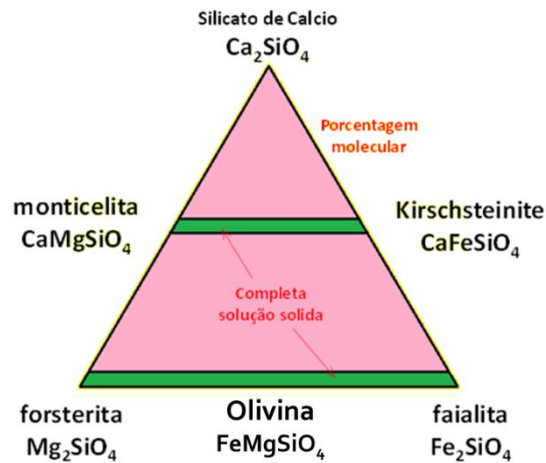 Silicato de Calcio
Ca₂SiO₄
Porcentagem
molecular
monticelita
CaMgSiO₄
Kirschsteinite
CaFeSiO₄
Completa
solução solida
forsterita
Mg₂SiO₄
Olivina
FeMgSiO₄
faialita
Fe₂SiO₄